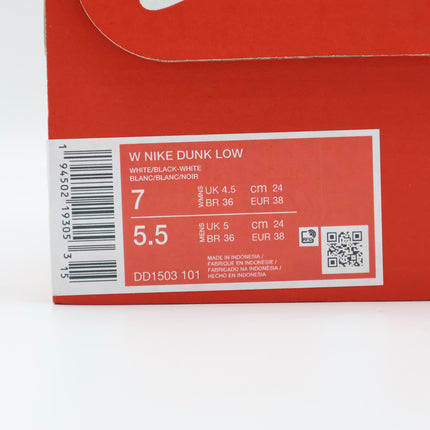 W NIKE DUNK LOW
WHITE/BLACK-WHITE
BLANC/BLANC/NOIR
7 WMNS UK 4.5 cm 24
BR 36 EUR 38
5.5 MENS UK 5 cm 24
BR 36 EUR 38
MADE IN INDONESIA /
FABRIQUE EN INDONESIE /
FABRICADO NA INDONÉSIA /
HECHO EN INDONESIA
DD1503 101
1 94502 19305 3 15